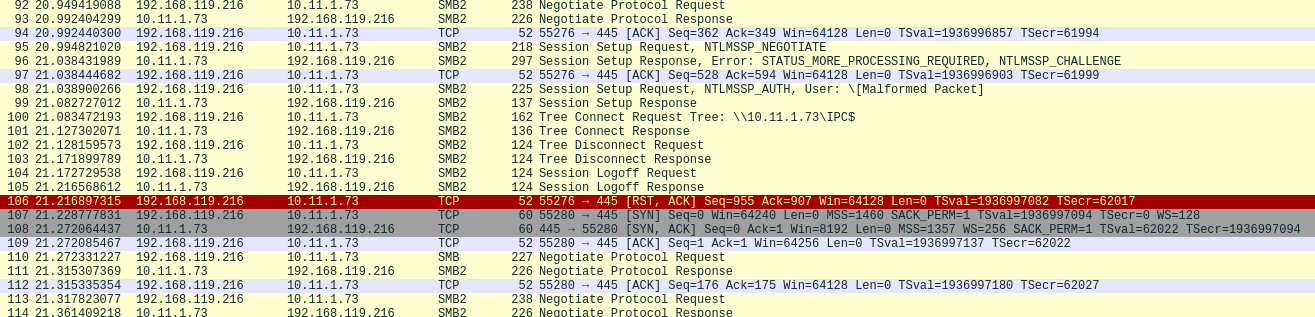 92 20.949419088 192.168.119.216 10.11.1.73 SMB2 238 Negotiate Protocol Request
93 20.992404299 10.11.1.73 192.168.119.216 SMB2 226 Negotiate Protocol Response
94 20.992440300 192.168.119.216 10.11.1.73 TCP 52 55276 → 445 [ACK] Seq=362 Ack=349 Win=64128 Len=0 TSval=1936996857 TSecr=61994
95 20.994821020 192.168.119.216 10.11.1.73 SMB2 218 Session Setup Request, NTLMSSP_NEGOTIATE
96 21.038431989 10.11.1.73 192.168.119.216 SMB2 297 Session Setup Response, Error: STATUS_MORE_PROCESSING_REQUIRED, NTLMSSP_CHALLENGE
97 21.038444682 192.168.119.216 10.11.1.73 TCP 52 55276 → 445 [ACK] Seq=528 Ack=594 Win=64128 Len=0 TSval=1936996903 TSecr=61999
98 21.038900266 192.168.119.216 10.11.1.73 SMB2 225 Session Setup Request, NTLMSSP_AUTH, User: \[Malformed Packet]
99 21.082727012 10.11.1.73 192.168.119.216 SMB2 137 Session Setup Response
100 21.083472193 192.168.119.216 10.11.1.73 SMB2 162 Tree Connect Request Tree: \\10.11.1.73\IPC$
101 21.127302071 10.11.1.73 192.168.119.216 SMB2 136 Tree Connect Response
102 21.128159573 192.168.119.216 10.11.1.73 SMB2 124 Tree Disconnect Request
103 21.171899789 10.11.1.73 192.168.119.216 SMB2 124 Tree Disconnect Response
104 21.172729538 192.168.119.216 10.11.1.73 SMB2 124 Session Logoff Request
105 21.216568612 10.11.1.73 192.168.119.216 SMB2 124 Session Logoff Response
106 21.216897315 192.168.119.216 10.11.1.73 TCP 52 55276 → 445 [RST, ACK] Seq=955 Ack=907 Win=64128 Len=0 TSval=1936997082 TSecr=62017
107 21.228777831 192.168.119.216 10.11.1.73 TCP 60 55280 → 445 [SYN] Seq=0 Win=64240 Len=0 MSS=1460 SACK_PERM=1 TSval=1936997094 TSecr=0 WS=128
108 21.272064437 10.11.1.73 192.168.119.216 TCP 60 445 → 55280 [SYN, ACK] Seq=0 Ack=1 Win=8192 Len=0 MSS=1357 WS=256 SACK_PERM=1 TSval=62022 TSecr=1936997094
109 21.272085467 192.168.119.216 10.11.1.73 TCP 52 55280 → 445 [ACK] Seq=1 Ack=1 Win=64256 Len=0 TSval=1936997137 TSecr=62022
110 21.272331227 192.168.119.216 10.11.1.73 SMB 227 Negotiate Protocol Request
111 21.315307369 10.11.1.73 192.168.119.216 SMB2 226 Negotiate Protocol Response
112 21.315335354 192.168.119.216 10.11.1.73 TCP 52 55280 → 445 [ACK] Seq=176 Ack=175 Win=64128 Len=0 TSval=1936997180 TSecr=62027
113 21.317823077 192.168.119.216 10.11.1.73 SMB2 238 Negotiate Protocol Request
114 21.361409218 10.11.1.73 192.168.119.216 SMB2 226 Negotiate Protocol Response